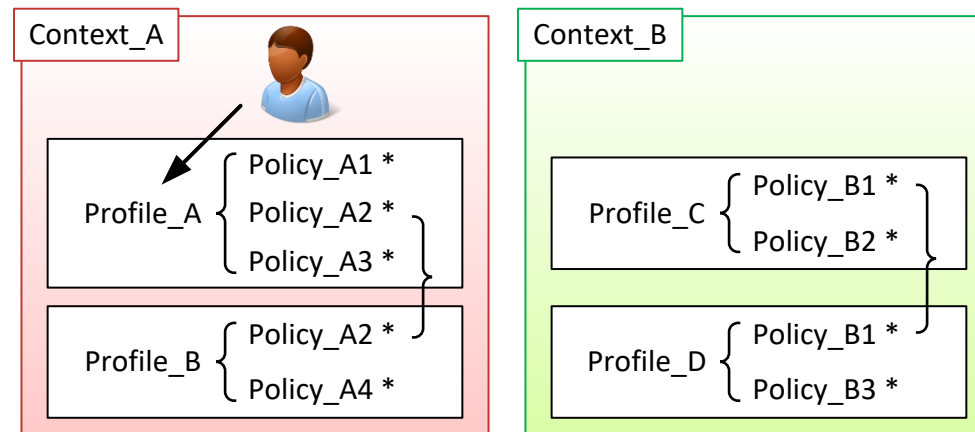 Context_A
Policy_A1 *
Profile_A
Policy_A2 *
Policy_A3 *
Policy_A2 *
Profile_B
Policy_A4 *
Context_B
Policy_B1 *
Profile_C
Policy_B2 *
Policy_B1 *
Profile_D
Policy_B3 *